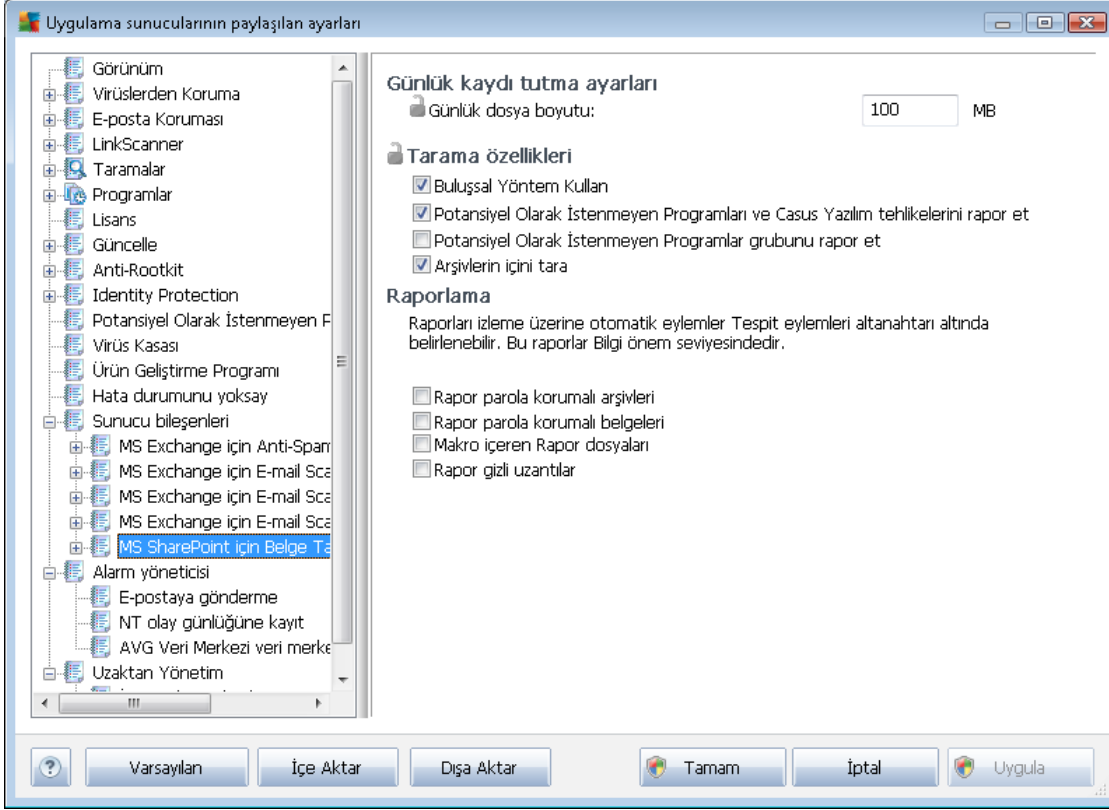 Uygulama sunucularının paylaşılan ayarları
Görünüm
Virüslerden Koruma
E-posta Koruması
LinkScanner
Taramalar
Programlar
Lisans
Güncelle
Anti-Rootkit
Identity Protection
Potansiyel Olarak İstenmeyen P
Virüs Kasası
Ürün Geliştirme Programı
Hata durumunu yoksay
Sunucu bileşenleri
MS Exchange için Anti-Spam
MS Exchange için E-mail Sca
MS Exchange için E-mail Sca
MS Exchange için E-mail Sca
MS SharePoint için Belge Ta
Alarm yöneticisi
E-postaya gönderme
NT olay günlüğüne kayıt
AVG Veri Merkezi veri merke
Uzaktan Yönetim
Günlük kaydı tutma ayarları
Günlük dosya boyutu: 100 MB
Tarama özellikleri
Buluşsal Yöntem Kullan
Potansiyel Olarak İstenmeyen Programları ve Casus Yazılım tehlikelerini rapor et
Potansiyel Olarak İstenmeyen Programlar grubunu rapor et
Arşivlerin içini tara
Raporlama
Raporları izleme üzerine otomatik eylemler Tespit eylemleri altanahtarı altında
belirlenebilir. Bu raporlar Bilgi önem seviyesindedir.
Rapor parola korumalı arşivleri
Rapor parola korumalı belgeleri
Makro içeren Rapor dosyaları
Rapor gizli uzantılar
? Varsayılan İçe Aktar Dışa Aktar Tamam İptal Uygula